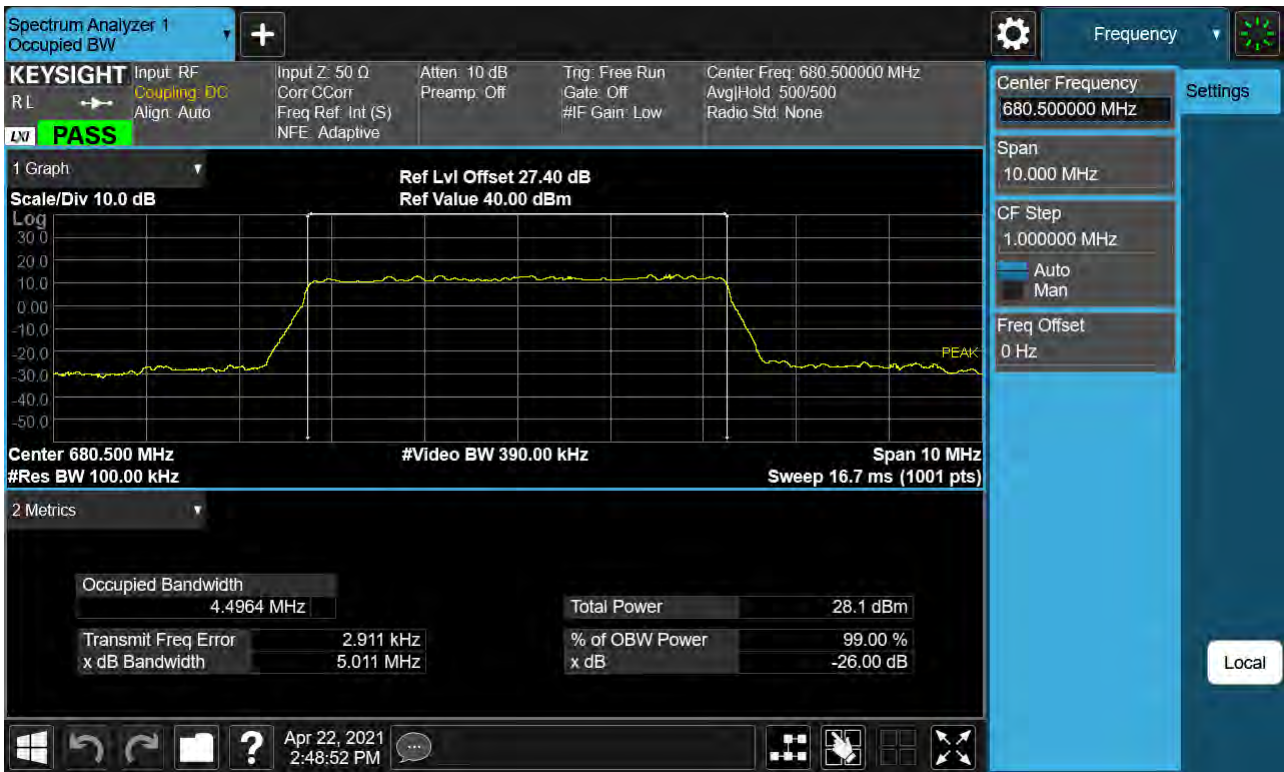 Spectrum Analyzer 1
Occupied BW
+
Frequency
KEYSIGHT
R L
LXI
PASS
Input: RF
Coupling: DC
Align: Auto
Input Z: 50 Ω
Corr CCorr
Freq Ref: Int (S)
NFE: Adaptive
Atten: 10 dB
Preamp: Off
Trig: Free Run
Gate: Off
#IF Gain: Low
Center Freq: 680.500000 MHz
Avg|Hold: 500/500
Radio Std: None
Center Frequency
680.500000 MHz
Settings
Span
10.000 MHz
CF Step
1.000000 MHz
Auto
Man
Freq Offset
0 Hz
1 Graph
Scale/Div 10.0 dB
Ref Lvl Offset 27.40 dB
Ref Value 40.00 dBm
Log
30.0
20.0
10.0
0.00
-10.0
-20.0
-30.0
-40.0
-50.0
PEAK
Center 680.500 MHz
#Video BW 390.00 kHz
Span 10 MHz
#Res BW 100.00 kHz
Sweep 16.7 ms (1001 pts)
2 Metrics
Occupied Bandwidth
4.4964 MHz
Total Power 28.1 dBm
Transmit Freq Error 2.911 kHz
% of OBW Power 99.00 %
x dB Bandwidth 5.011 MHz
x dB -26.00 dB
Local
?
Apr 22, 2021
2:48:52 PM